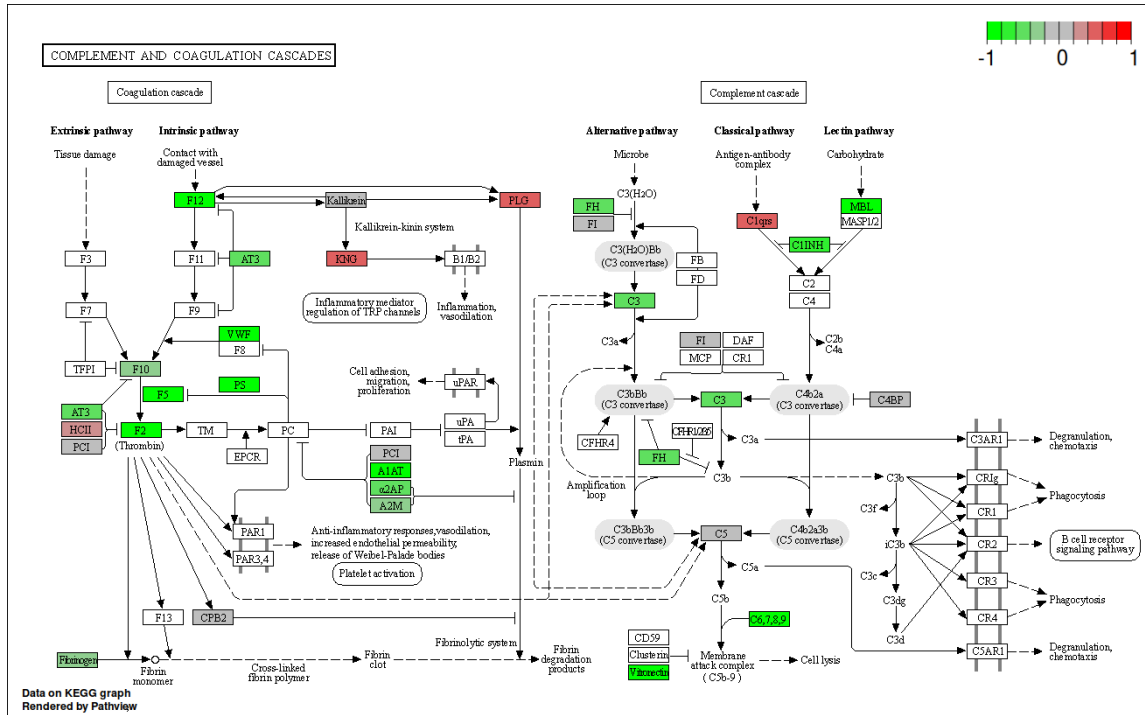 COMPLEMENT AND COAGULATION CASCADES
-1 0 1
Coagulation cascade
Complement cascade
Extrinsic pathway
Intrinsic pathway
Alternative pathway
Classical pathway
Lectin pathway
Tissue damage
Contact with
damaged vessel
Microbe
Antigen-antibody
complex
Carbohydrate
F12
Kallikrein
PLG
C3(H2O)
FH
FI
C1qrs
MBL
MASP1/2
Kallikrein-kinin system
C1INH
F3
F11
AT3
KNG
B1/B2
C3(H2O)Bb
(C3 convertase)
FB
FD
C2
C4
Inflammatory mediator
regulation of TRP channels
Inflammation,
vasodilation
C3
F7
F9
VWF
F8
C3a
FI
DAF
MCP
CR1
C2b
C4a
TFPI
F10
Cell adhesion,
migration,
proliferation
uPAR
F5
PS
C3bBb
(C3 convertase)
C3
C4b2a
(C3 convertase)
C4BP
AT3
HCII
PCI
F2
(Thrombin)
TM
PC
PAI
uPA
tPA
EPCR
CFHR4
C3a
C3AR1
Degranulation,
chemotaxis
PCI
A1AT
α2AP
A2M
Plasmin
FH
Amplification
loop
C3b
C3b
CRIg
Phagocytosis
C3f
CR1
PAR1
PAR3,4
Anti-inflammatory responses,vasodilation,
increased endothelial permeability,
release of Weibel-Palade bodies
Platelet activation
C3bBb3b
(C5 convertase)
C5
C4b2a3b
(C5 convertase)
iC3b
CR2
B cell receptor
signaling pathway
C5a
C3c
CR3
C3dg
Phagocytosis
C5b
CR4
F13
CPB2
C6,7,8,9
C3d
Fibrinolytic system
CD59
Clusterin
Vitronectin
Membrane
attack complex
(C5b-9)
Cell lysis
C5AR1
Degranulation,
chemotaxis
Fibrinogen
Fibrin
monomer
Cross-linked
fibrin polymer
Fibrin
clot
Fibrin
degradation
products
Data on KEGG graph
Rendered by Pathview